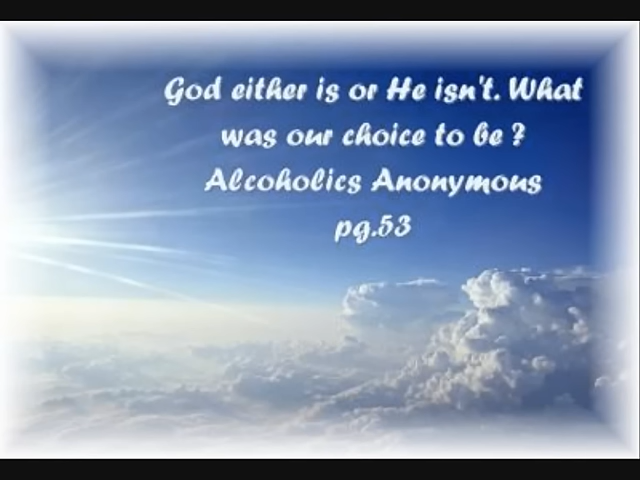 God either is or He isn't. What
was our choice to be ?
Alcoholics Anonymous
pg.53